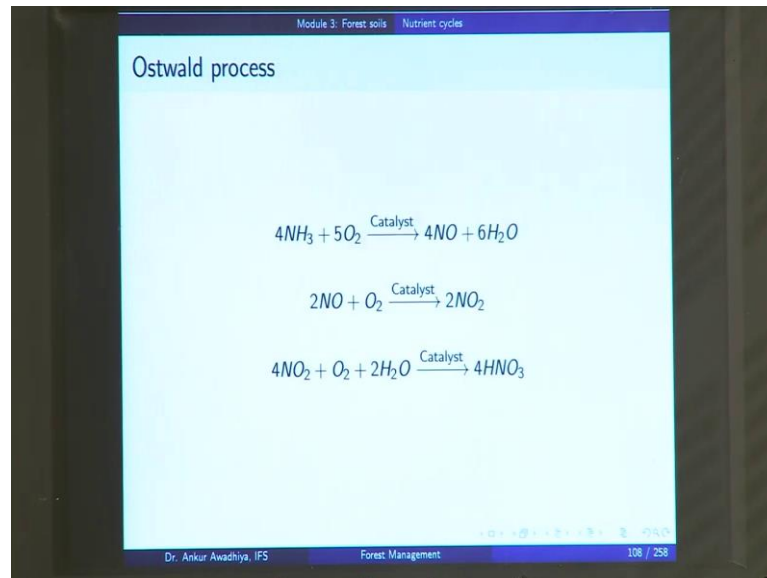 Module 3: Forest soils Nutrient cycles
Ostwald process
4NH₃ + 5O₂ Catalyst → 4NO + 6H₂O
2NO + O₂ Catalyst → 2NO₂
4NO₂ + O₂ + 2H₂O Catalyst → 4HNO₃
Dr. Ankur Awadhiya, IFS Forest Management 108 / 258